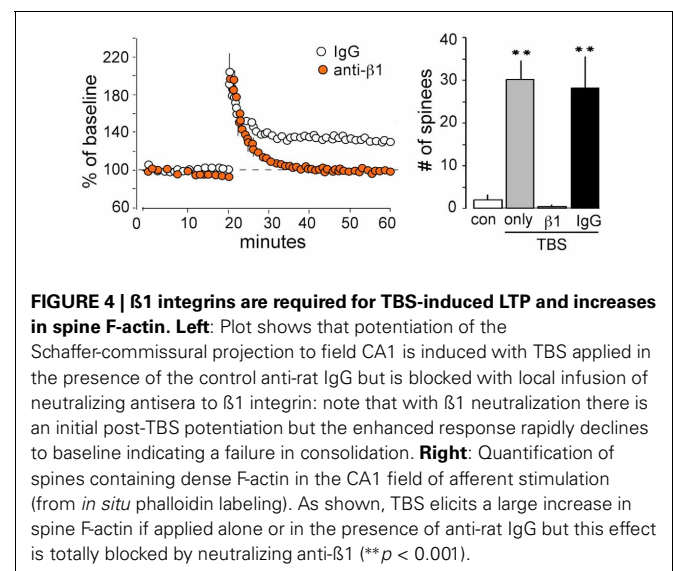 220
180
140
100
60
% of baseline
IgG
anti-β1
0 10 20 30 40 50 60
minutes
40
30
20
10
0
# of spinees
** **
con only β1 IgG
TBS
FIGURE 4 | ß1 integrins are required for TBS-induced LTP and increases
in spine F-actin. Left: Plot shows that potentiation of the
Schaffer-commissural projection to field CA1 is induced with TBS applied in
the presence of the control anti-rat IgG but is blocked with local infusion of
neutralizing antisera to ß1 integrin: note that with ß1 neutralization there is
an initial post-TBS potentiation but the enhanced response rapidly declines
to baseline indicating a failure in consolidation. Right: Quantification of
spines containing dense F-actin in the CA1 field of afferent stimulation
(from in situ phalloidin labeling). As shown, TBS elicits a large increase in
spine F-actin if applied alone or in the presence of anti-rat IgG but this effect
is totally blocked by neutralizing anti-ß1 (**p < 0.001).